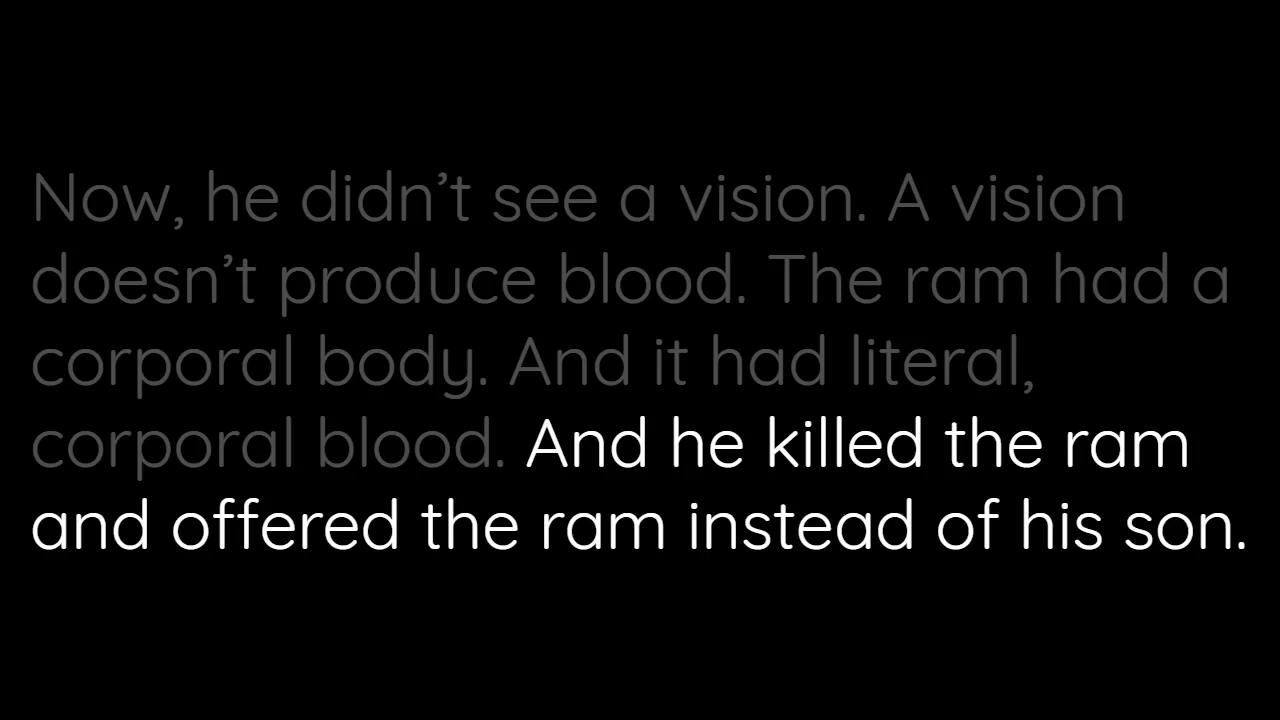 Now, he didn’t see a vision. A vision
doesn’t produce blood. The ram had a
corporal body. And it had literal,
corporal blood. And he killed the ram
and offered the ram instead of his son.